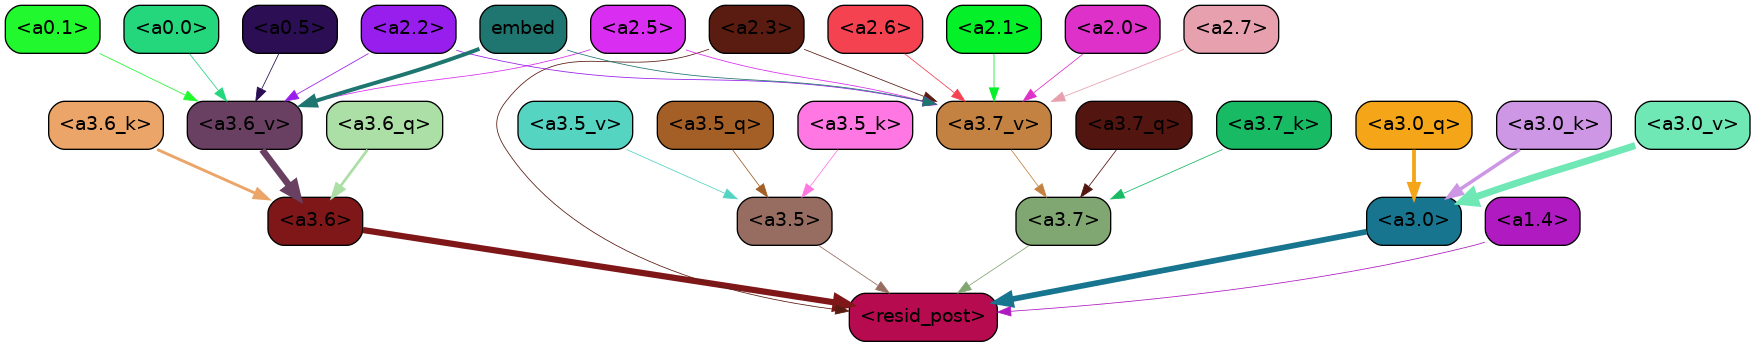 <a0.1> <a0.0> <a0.5> <a2.2> embed <a2.5> <a2.3> <a2.6> <a2.1> <a2.0> <a2.7>
<a3.6_k> <a3.6_v> <a3.6_q> <a3.5_v> <a3.5_q> <a3.5_k> <a3.7_v> <a3.7_q> <a3.7_k> <a3.0_q> <a3.0_k> <a3.0_v>
<a3.6> <a3.5> <a3.7> <a3.0> <a1.4>
<resid_post>